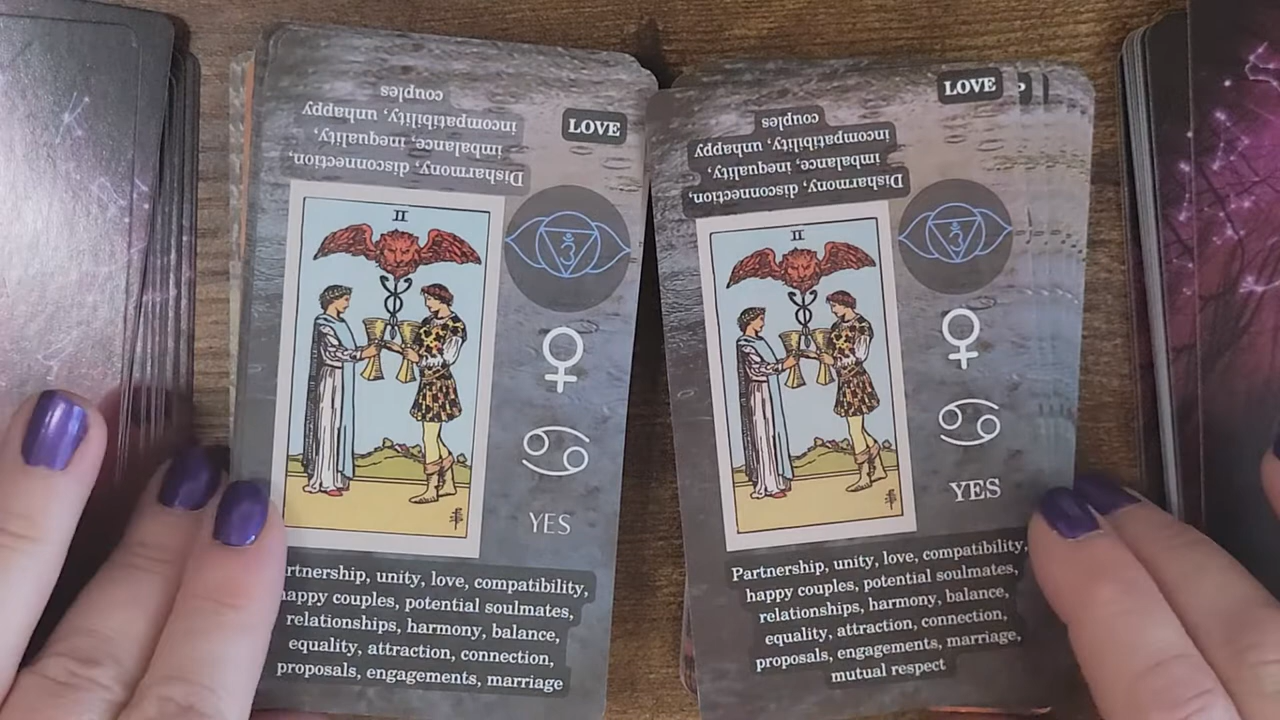 couples
incompatibility, unhappy
imbalance, inequality,
Disharmony, disconnection,
LOVE
II
YES
rtnership, unity, love, compatibility,
happy couples, potential soulmates,
relationships, harmony, balance,
equality, attraction, connection,
proposals, engagements, marriage
Disharmony, disconnection,
imbalance, inequality,
incompatibility, unhappy
couples
LOVE
II
YES
Partnership, unity, love, compatibility,
happy couples, potential soulmates,
relationships, harmony, balance,
equality, attraction, connection,
proposals, engagements, marriage,
mutual respect